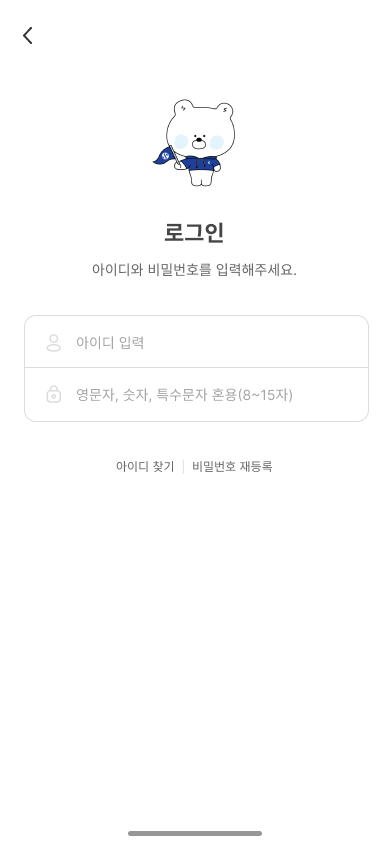 로그인
아이디와 비밀번호를 입력해주세요.
아이디 입력
영문자, 숫자, 특수문자 혼용(8~15자)
아이디 찾기
비밀번호 재등록